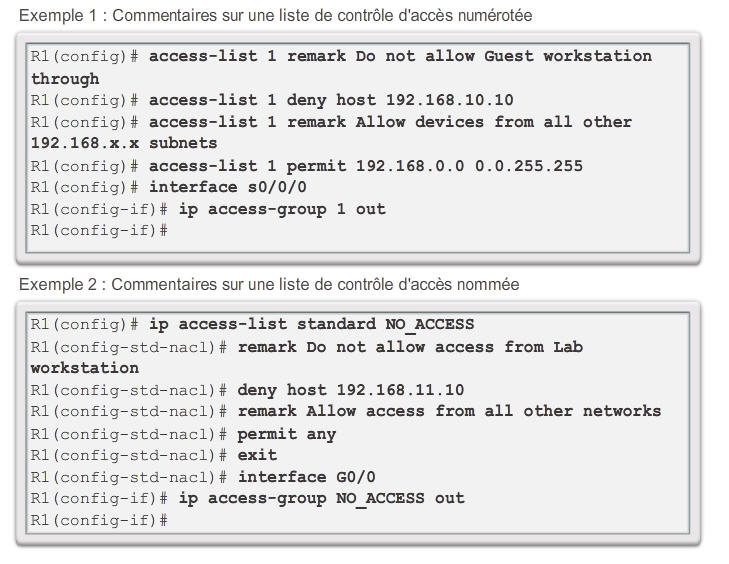 Exemple 1 : Commentaires sur une liste de contrôle d'accès numérotée
R1(config)# access-list 1 remark Do not allow Guest workstation
through
R1(config)# access-list 1 deny host 192.168.10.10
R1(config)# access-list 1 remark Allow devices from all other
192.168.x.x subnets
R1(config)# access-list 1 permit 192.168.0.0 0.0.255.255
R1(config)# interface s0/0/0
R1(config-if)# ip access-group 1 out
R1(config-if)#
Exemple 2 : Commentaires sur une liste de contrôle d'accès nommée
R1(config)# ip access-list standard NO_ACCESS
R1(config-std-nacl)# remark Do not allow access from Lab
workstation
R1(config-std-nacl)# deny host 192.168.11.10
R1(config-std-nacl)# remark Allow access from all other networks
R1(config-std-nacl)# permit any
R1(config-std-nacl)# exit
R1(config-std-nacl)# interface G0/0
R1(config-if)# ip access-group NO_ACCESS out
R1(config-if)#